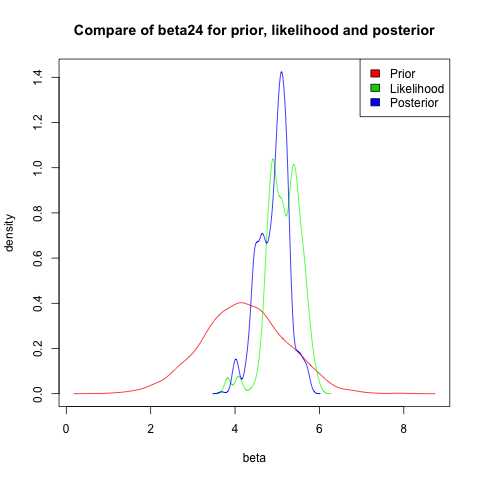 Compare of beta24 for prior, likelihood and posterior
Prior
Likelihood
Posterior
density
1.4
1.2
1.0
0.8
0.6
0.4
0.2
0.0
0 2 4 6 8
beta